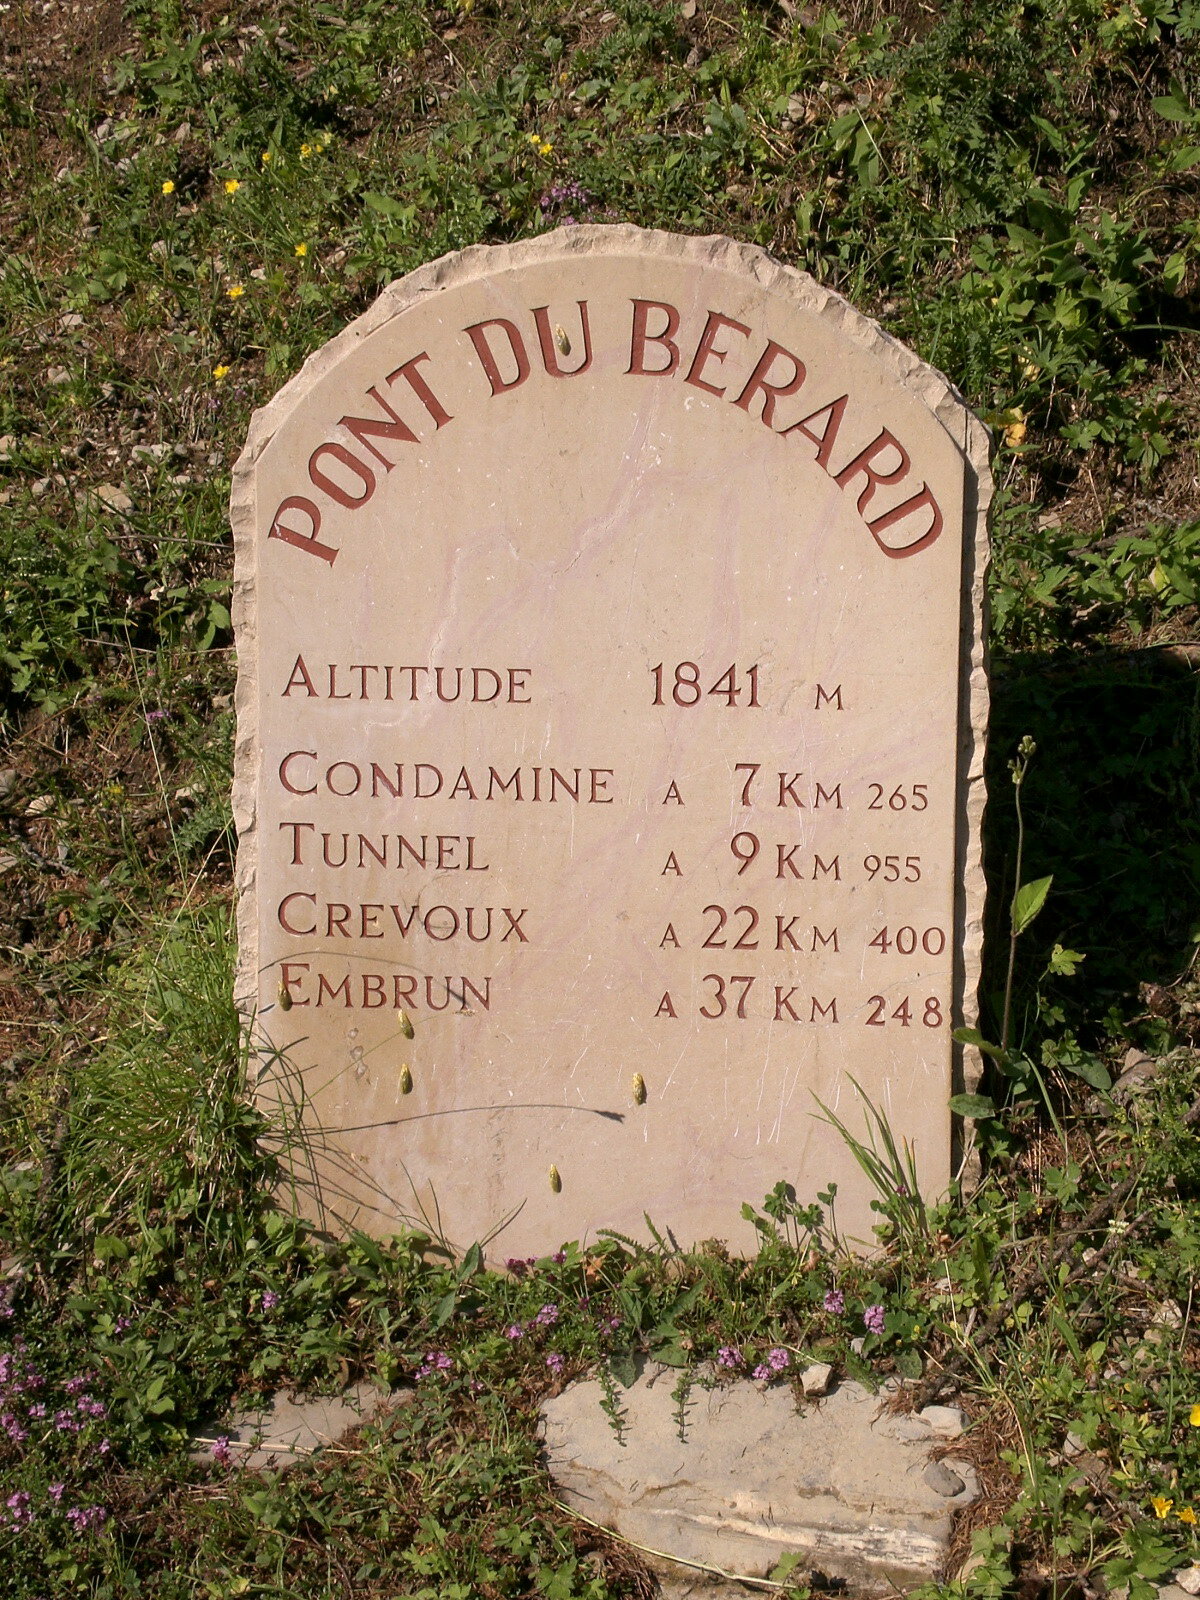 PONT DU BERARD
ALTITUDE 1841 M
CONDAMINE A 7 KM 265
TUNNEL A 9 KM 955
CREVOUX A 22 KM 400
EMBRUN A 37 KM 248